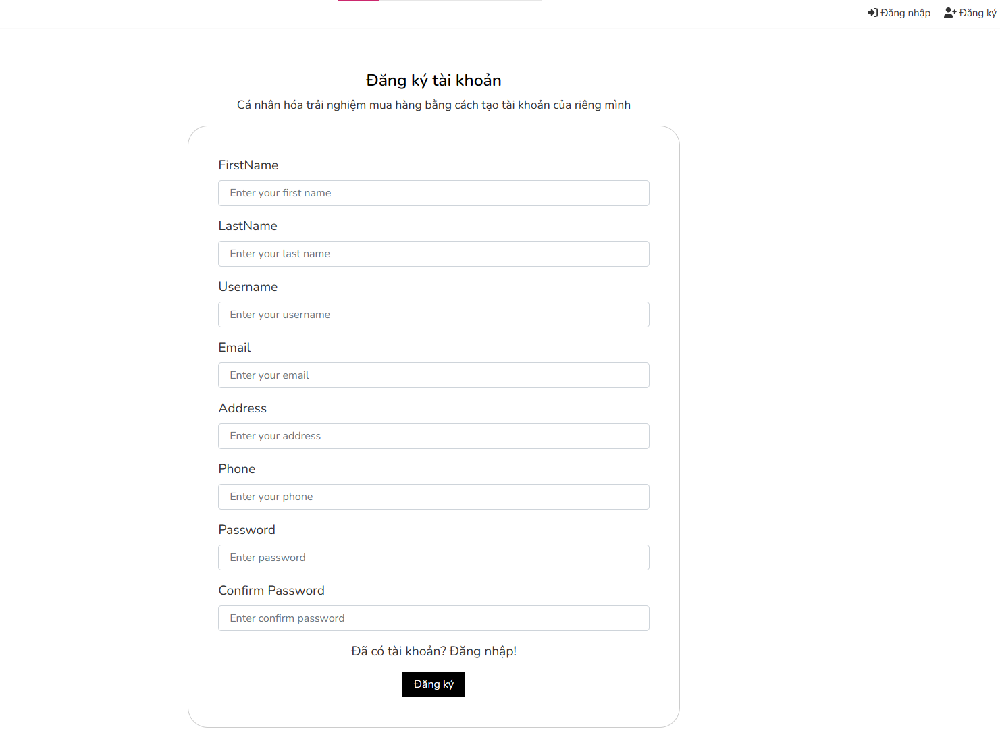 Đăng nhập Đăng ký
Đăng ký tài khoản
Cá nhân hóa trải nghiệm mua hàng bằng cách tạo tài khoản của riêng mình
FirstName
Enter your first name
LastName
Enter your last name
Username
Enter your username
Email
Enter your email
Address
Enter your address
Phone
Enter your phone
Password
Enter password
Confirm Password
Enter confirm password
Đã có tài khoản? Đăng nhập!
Đăng ký